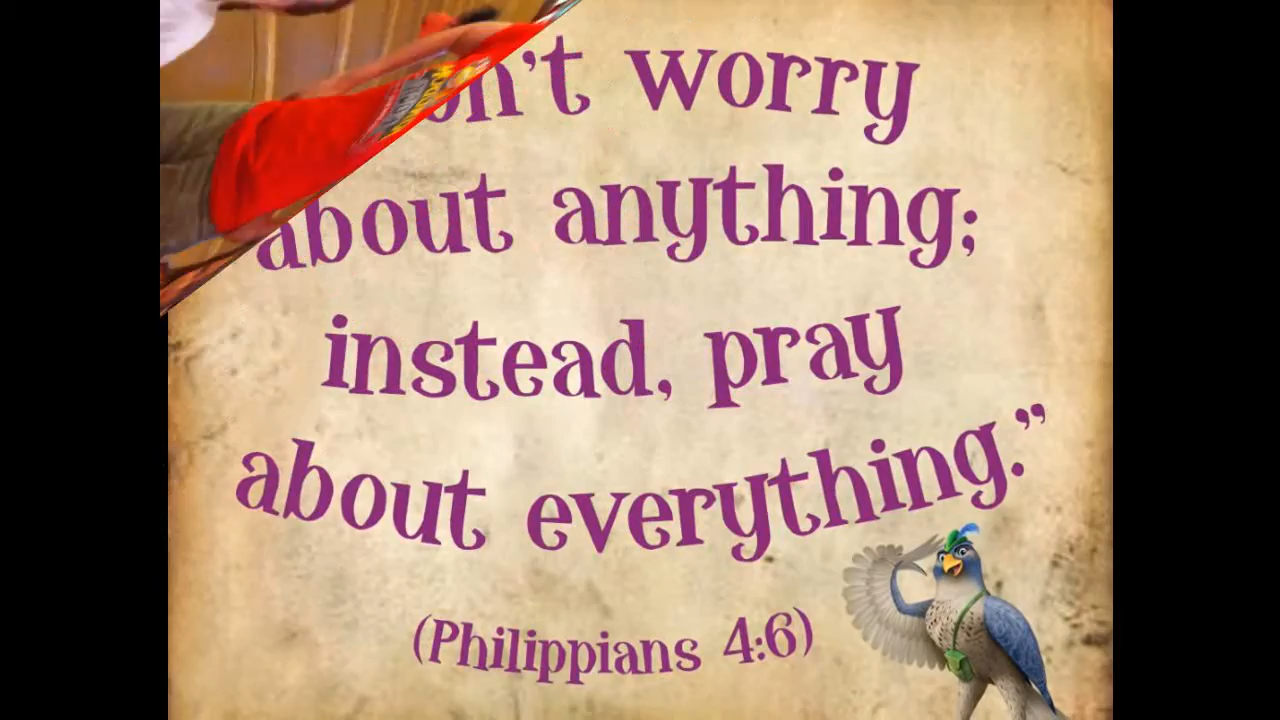 on't worry
about anything;
instead, pray
about everything.”
(Philippians 4:6)